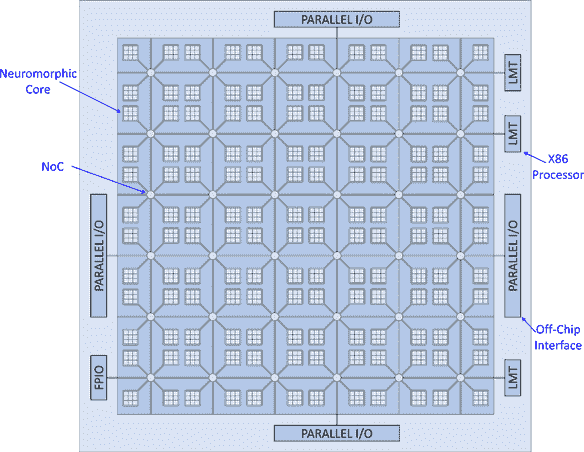 PARALLEL I/O
Neuromorphic
Core
LMT
LMT
X86
Processor
NoC
PARALLEL I/O
PARALLEL I/O
Off-Chip
Interface
FPIO
LMT
PARALLEL I/O